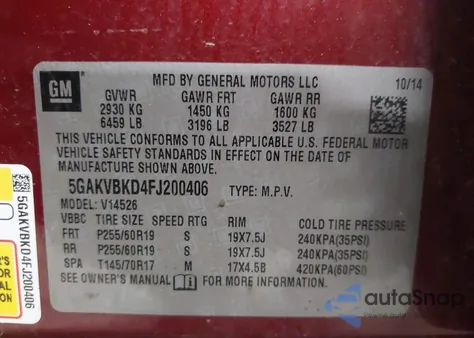 MFD BY GENERAL MOTORS LLC
10/14
GM
GVWR GAWR FRT GAWR RR
2930 KG 1450 KG 1600 KG
6459 LB 3196 LB 3527 LB
THIS VEHICLE CONFORMS TO ALL APPLICABLE U.S. FEDERAL MOTOR
VEHICLE SAFETY STANDARDS IN EFFECT ON THE DATE OF
MANUFACTURE SHOWN ABOVE.
5GAKVBKD4FJ200406 TYPE: M.P.V.
MODEL: V14526
VBBC TIRE SIZE SPEED RTG RIM COLD TIRE PRESSURE
FRT P255/60R19 S 19X7.5J 240KPA(35PSI)
RR P255/60R19 S 19X7.5J 240KPA(35PSI)
SPA T145/70R17 M 17X4.5B 420KPA(60PSI)
SEE OWNER'S MANUAL FOR MORE INFORMATION.
5GAKVBKD4FJ200406
autoSnap